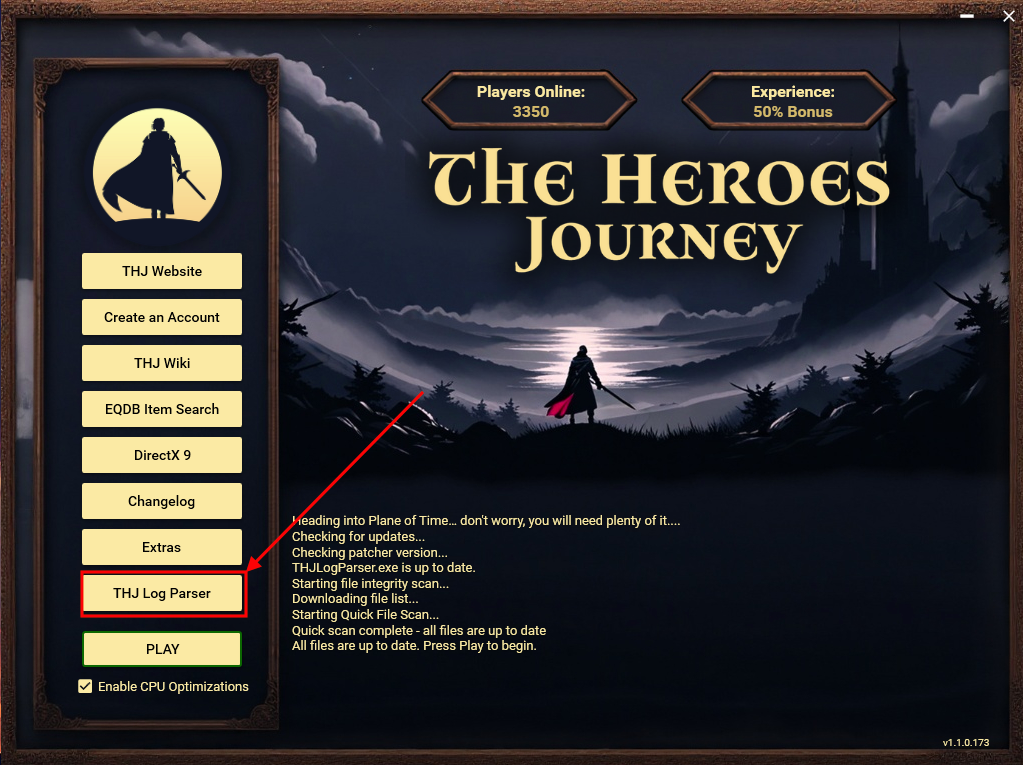 Players Online:
3350
Experience:
50% Bonus
The Heroes
Journey
THJ Website
Create an Account
THJ Wiki
EQDB Item Search
DirectX 9
Changelog
Extras
THJ Log Parser
PLAY
Enable CPU Optimizations
Heading into Plane of Time... don't worry, you will need plenty of it....
Checking for updates...
Checking patcher version...
THJLogParser.exe is up to date.
Starting file integrity scan...
Downloading file list...
Starting Quick File Scan...
Quick scan complete - all files are up to date
All files are up to date. Press Play to begin.
v1.1.0.173